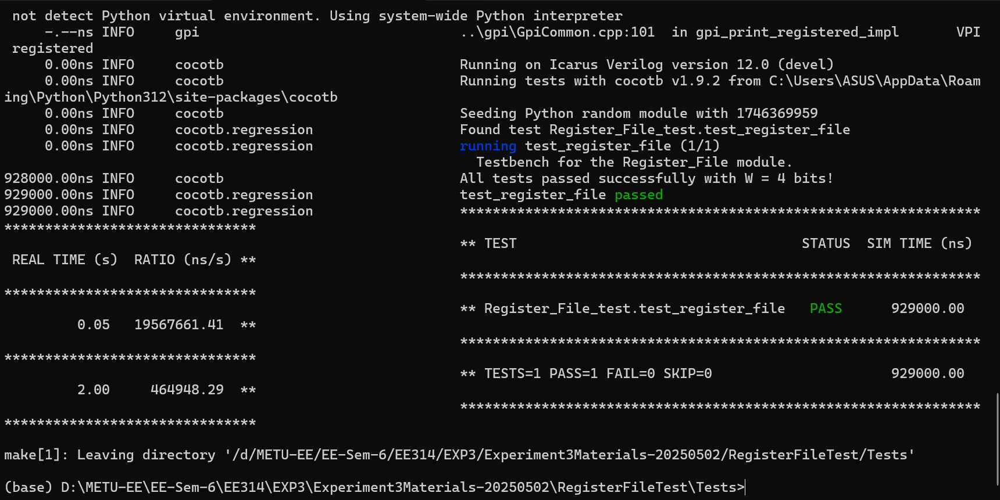 not detect Python virtual environment. Using system-wide Python interpreter
-.--ns INFO     gpi                                ..\gpi\GpiCommon.cpp:101  in gpi_print_registered_impl       VPI
registered
0.00ns INFO     cocotb                             Running on Icarus Verilog version 12.0 (devel)
0.00ns INFO     cocotb                             Running tests with cocotb v1.9.2 from C:\Users\ASUS\AppData\Roam
ing\Python\Python312\site-packages\cocotb
0.00ns INFO     cocotb                             Seeding Python random module with 1746369959
0.00ns INFO     cocotb.regression                  Found test Register_File_test.test_register_file
0.00ns INFO     cocotb.regression                  running test_register_file (1/1)
Testbench for the Register_File module.
928000.00ns INFO     cocotb                             All tests passed successfully with W = 4 bits!
929000.00ns INFO     cocotb.regression                  test_register_file passed
929000.00ns INFO     cocotb.regression                  ****************************************************************
*******************************
** TEST                                   STATUS  SIM TIME (ns)
REAL TIME (s)  RATIO (ns/s) **
****************************************************************
*******************************
** Register_File_test.test_register_file   PASS      929000.00
0.05   19567661.41  **
****************************************************************
*******************************
** TESTS=1 PASS=1 FAIL=0 SKIP=0                      929000.00
2.00     464948.29  **
****************************************************************
*******************************
make[1]: Leaving directory '/d/METU-EE/EE-Sem-6/EE314/EXP3/Experiment3Materials-20250502/RegisterFileTest/Tests'
(base) D:\METU-EE\EE-Sem-6\EE314\EXP3\Experiment3Materials-20250502\RegisterFileTest\Tests>